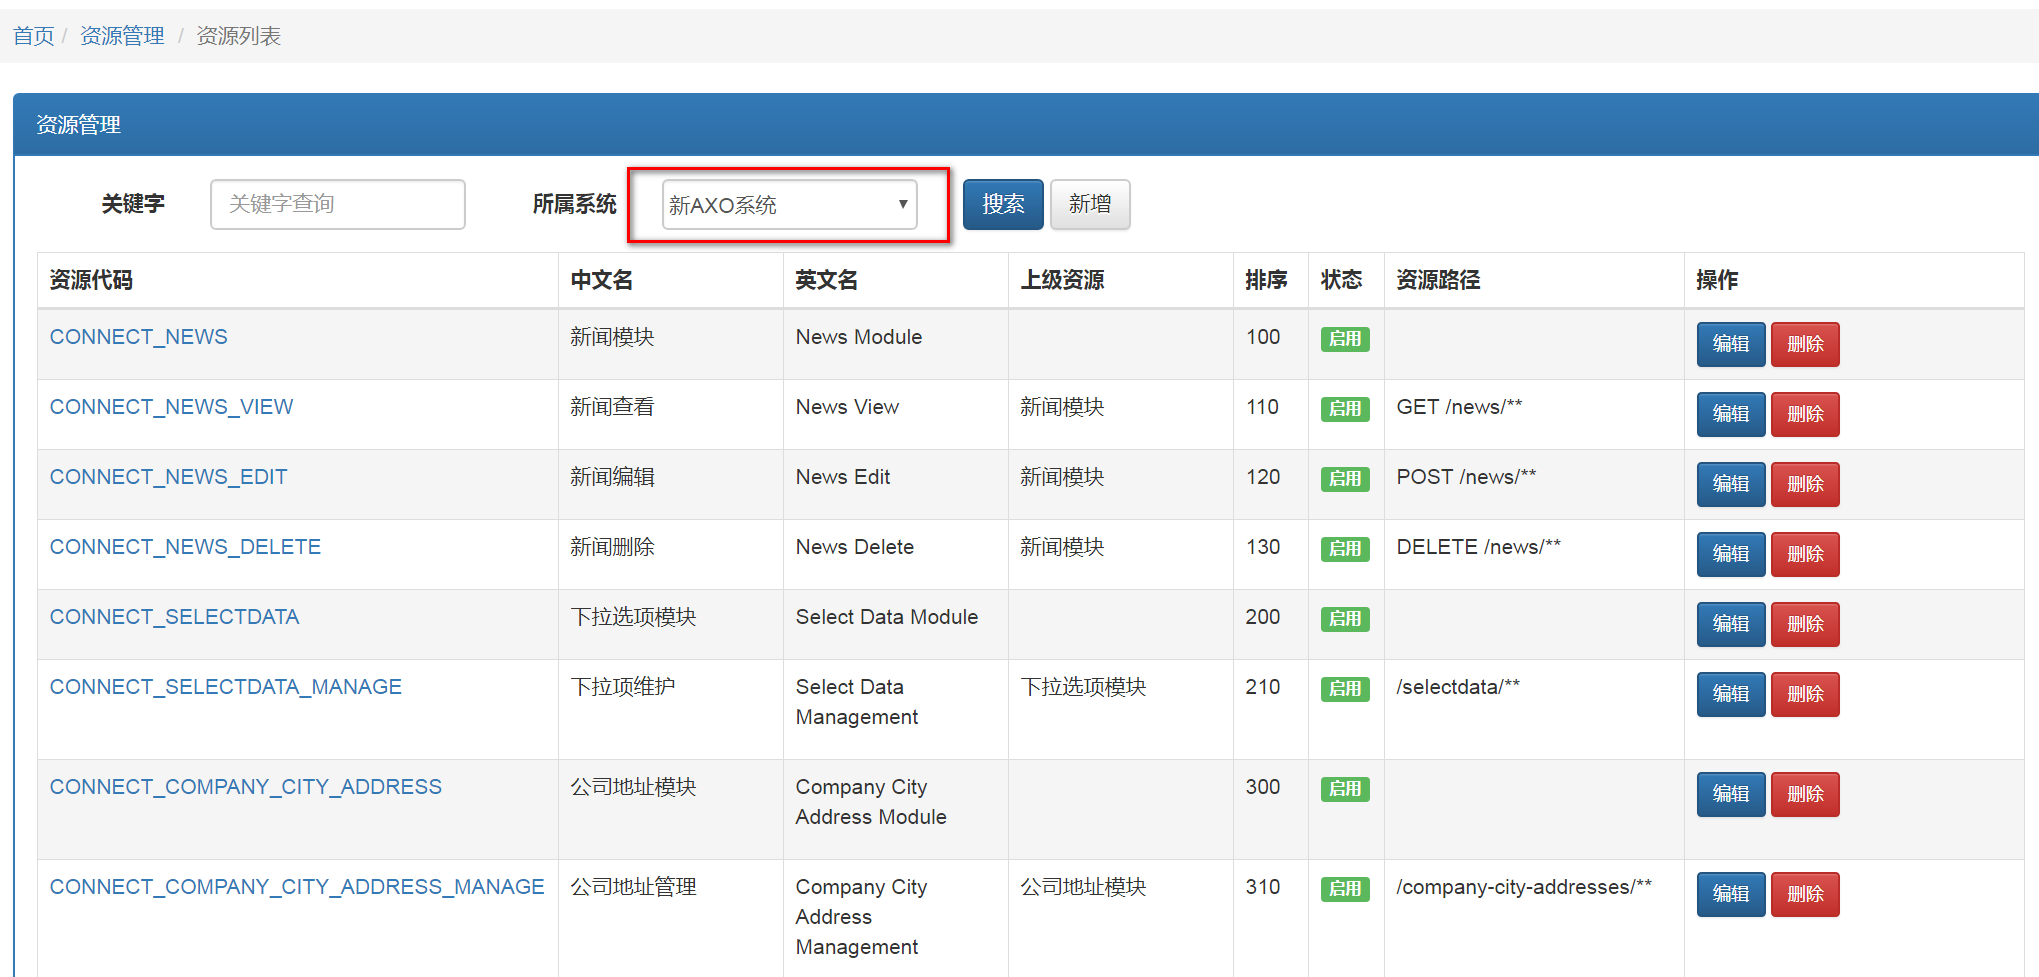 首页 / 资源管理 / 资源列表
资源管理
关键字 关键字查询 所属系统 新AXO系统 ▼ 搜索 新增
资源代码 中文名 英文名 上级资源 排序 状态 资源路径 操作
CONNECT_NEWS 新闻模块 News Module 100 启用 编辑 删除
CONNECT_NEWS_VIEW 新闻查看 News View 新闻模块 110 启用 GET /news/** 编辑 删除
CONNECT_NEWS_EDIT 新闻编辑 News Edit 新闻模块 120 启用 POST /news/** 编辑 删除
CONNECT_NEWS_DELETE 新闻删除 News Delete 新闻模块 130 启用 DELETE /news/** 编辑 删除
CONNECT_SELECTDATA 下拉选项模块 Select Data Module 200 启用 编辑 删除
CONNECT_SELECTDATA_MANAGE 下拉项维护 Select Data 下拉选项模块 210 启用 /selectdata/** 编辑 删除
Management
CONNECT_COMPANY_CITY_ADDRESS 公司地址模块 Company City 300 启用 编辑 删除
Address Module
CONNECT_COMPANY_CITY_ADDRESS_MANAGE 公司地址管理 Company City 公司地址模块 310 启用 /company-city-addresses/** 编辑 删除
Address
Management